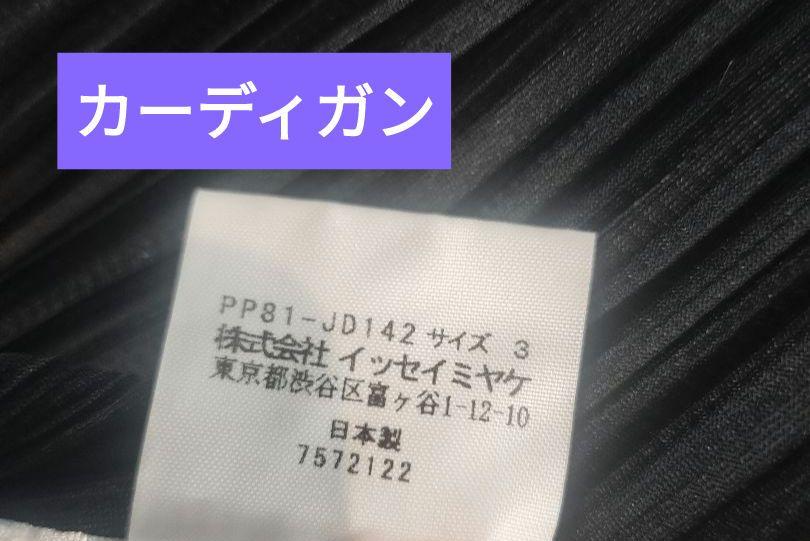 カーディガン
PP81-JD142 サイズ 3
株式会社 イッセイミヤケ
東京都渋谷区富ヶ谷1-12-10
日本製
7572122